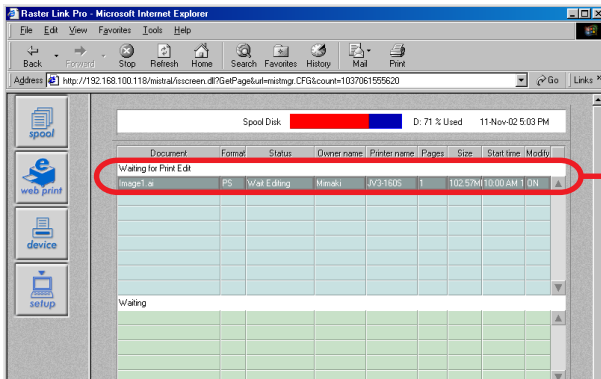 Raster Link Pro - Microsoft Internet Explorer
File Edit View Favorites Tools Help
Back Forward Stop Refresh Home Search Favorites History Mail Print
Address http://192.168.100.118/mistral/isscreen.dll?GetPage&url=mistmgr.CFG&count=1037061555620 Go Links »
spool
Spool Disk D: 71 % Used 11-Nov-02 5:03 PM
Document Format Status Owner name Printer name Pages Size Start time Modify
Waiting for Print Edit
Image1.ai PS Wait Editing Mimaki JV3-160S 1 102.57M 10:00 AM 1 ON
web print
device
setup
Waiting